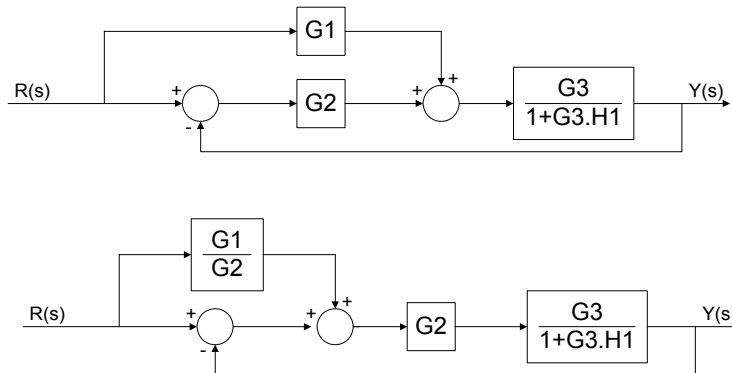 G1
R(s)
+
-
G2
+
+
G3
1+G3.H1
Y(s)
G1
G2
R(s)
+
-
+
+
G2
G3
1+G3.H1
Y(s)